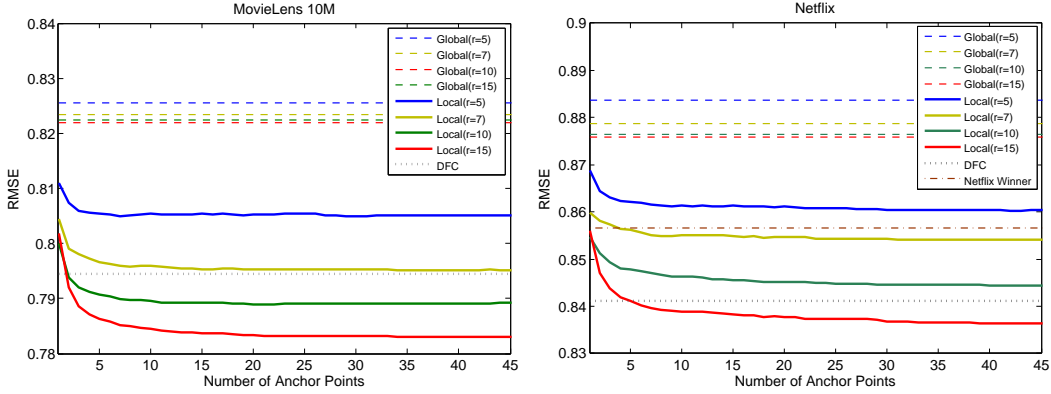 MovieLens 10M
0.84
0.83
0.82
0.81
0.8
0.79
0.78
RMSE
5
10
15
20
25
30
35
40
45
Number of Anchor Points
Global(r=5)
Global(r=7)
Global(r=10)
Global(r=15)
Local(r=5)
Local(r=7)
Local(r=10)
Local(r=15)
DFC
Netflix
0.9
0.89
0.88
0.87
0.86
0.85
0.84
0.83
RMSE
5
10
15
20
25
30
35
40
45
Number of Anchor Points
Global(r=5)
Global(r=7)
Global(r=10)
Global(r=15)
Local(r=5)
Local(r=7)
Local(r=10)
Local(r=15)
DFC
Netflix Winner